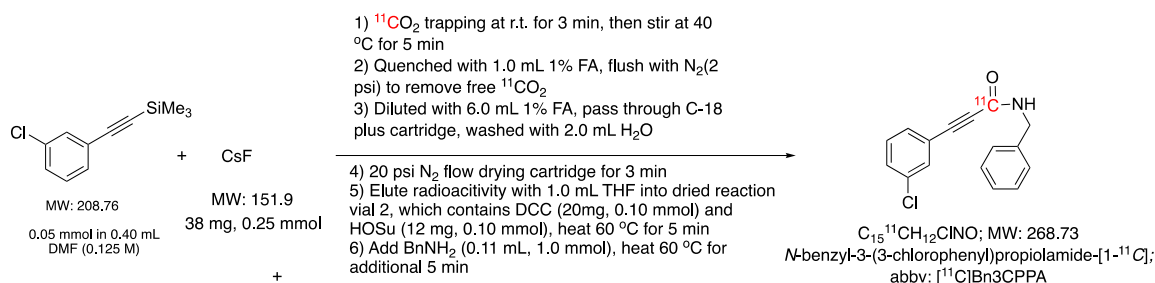 1) ¹¹CO₂ trapping at r.t. for 3 min, then stir at 40
ºC for 5 min
2) Quenched with 1.0 mL 1% FA, flush with N₂(2
psi) to remove free ¹¹CO₂
3) Diluted with 6.0 mL 1% FA, pass through C-18
plus cartridge, washed with 2.0 mL H₂O
SiMe₃
Cl
+
CsF
MW: 208.76
0.05 mmol in 0.40 mL
DMF (0.125 M)
MW: 151.9
38 mg, 0.25 mmol
+
4) 20 psi N₂ flow drying cartridge for 3 min
5) Elute radioacitivity with 1.0 mL THF into dried reaction
vial 2, which contains DCC (20mg, 0.10 mmol) and
HOSu (12 mg, 0.10 mmol), heat 60 ºC for 5 min
6) Add BnNH₂ (0.11 mL, 1.0 mmol), heat 60 ºC for
additional 5 min
O
¹¹C
NH
Cl
C₁₅¹¹CH₁₂ClNO; MW: 268.73
N-benzyl-3-(3-chlorophenyl)propiolamide-[1-¹¹C];
abbv: [¹¹C]Bn3CPPA